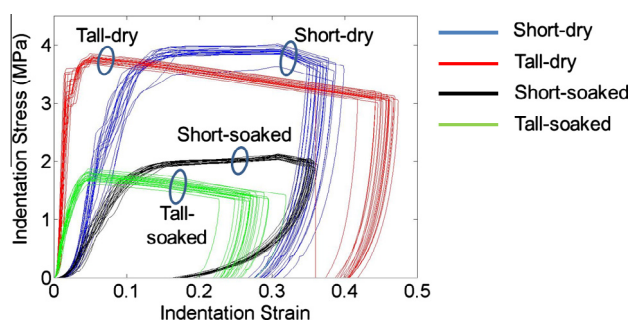 Indentation Stress (MPa)
4
3
2
1
0
Tall-dry
Short-dry
Short-soaked
Tall-
soaked
0
0.1
0.2
0.3
0.4
0.5
Indentation Strain
Short-dry
Tall-dry
Short-soaked
Tall-soaked